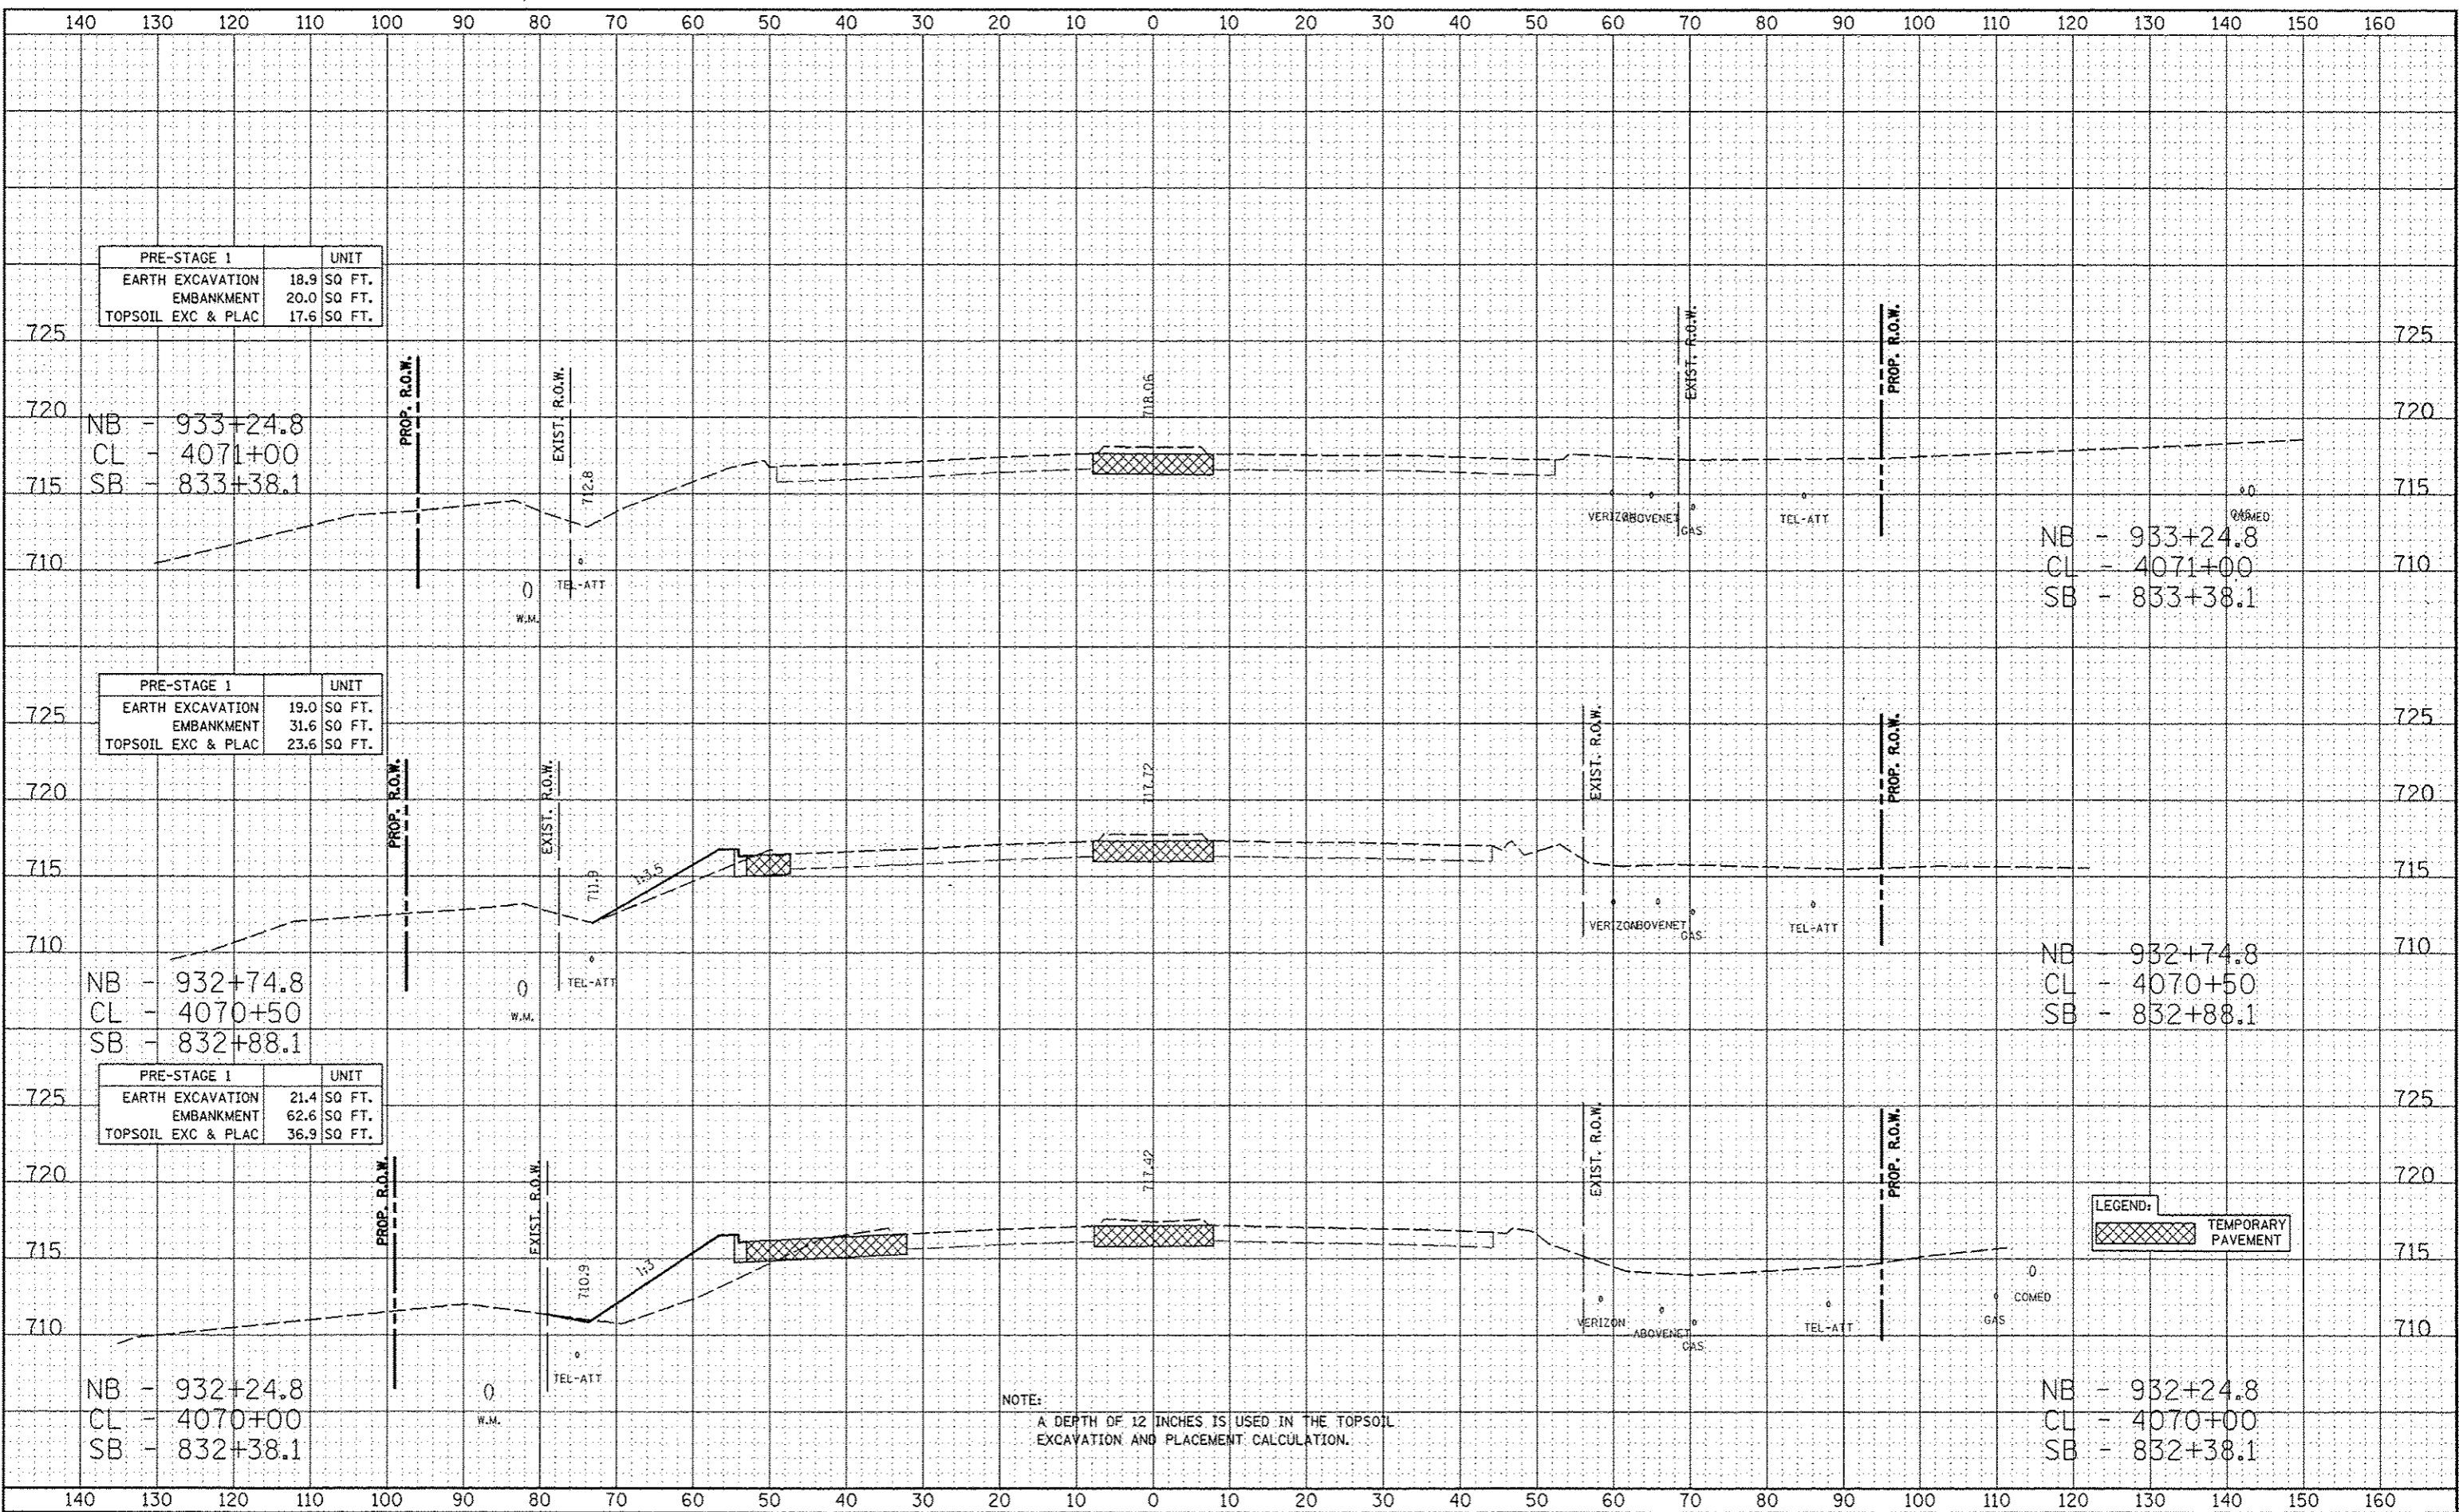 140 130 120 110 100 90 80 70 60 50 40 30 20 10 0 10 20 30 40 50 60 70 80 90 100 110 120 130 140 150 160
PRE-STAGE 1 UNIT
EARTH EXCAVATION 18.9 SQ FT.
EMBANKMENT 20.0 SQ FT.
TOPSOIL EXC & PLAC 17.6 SQ FT.
725 725
PROP. R.O.W.
EXIST. R.O.W.
718.06
EXIST. R.O.W.
PROP. R.O.W.
720 720
NB - 933+24.8
CL - 4071+00
SB - 833+38.1
715 715
712.8
VERIZON ABOVENET
GAS
TEL-ATT
GAS COMED
NB - 933+24.8
CL - 4071+00
SB - 833+38.1
710 710
TEL-ATT
W.M.
PRE-STAGE 1 UNIT
EARTH EXCAVATION 19.0 SQ FT.
EMBANKMENT 31.6 SQ FT.
TOPSOIL EXC & PLAC 23.6 SQ FT.
725 725
PROP. R.O.W.
EXIST. R.O.W.
717.72
EXIST. R.O.W.
PROP. R.O.W.
720 720
715 715
711.9
1:3.5
VERIZON ABOVENET
GAS
TEL-ATT
710 710
NB - 932+74.8
CL - 4070+50
SB - 832+88.1
TEL-ATT
W.M.
NB - 932+74.8
CL - 4070+50
SB - 832+88.1
PRE-STAGE 1 UNIT
EARTH EXCAVATION 21.4 SQ FT.
EMBANKMENT 62.6 SQ FT.
TOPSOIL EXC & PLAC 36.9 SQ FT.
725 725
PROP. R.O.W.
EXIST. R.O.W.
717.42
EXIST. R.O.W.
PROP. R.O.W.
720 720
LEGEND:
TEMPORARY
PAVEMENT
715 715
710.9
1:3
VERIZON
ABOVENET
GAS
TEL-ATT
GAS
COMED
710 710
TEL-ATT
W.M.
NB - 932+24.8
CL - 4070+00
SB - 832+38.1
NOTE:
A DEPTH OF 12 INCHES IS USED IN THE TOPSOIL
EXCAVATION AND PLACEMENT CALCULATION.
NB - 932+24.8
CL - 4070+00
SB - 832+38.1
140 130 120 110 100 90 80 70 60 50 40 30 20 10 0 10 20 30 40 50 60 70 80 90 100 110 120 130 140 150 160